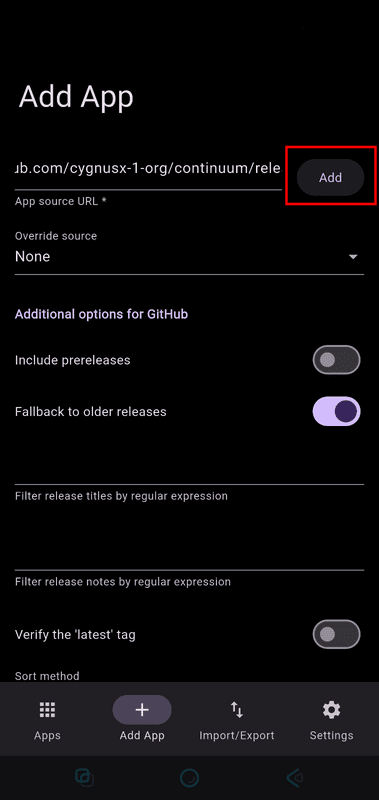 Add App
ub.com/cygnusx-1-org/continuum/rele
Add
App source URL *
Override source
None
Additional options for GitHub
Include prereleases
Fallback to older releases
Filter release titles by regular expression
Filter release notes by regular expression
Verify the 'latest' tag
Sort method
Apps
Add App
Import/Export
Settings